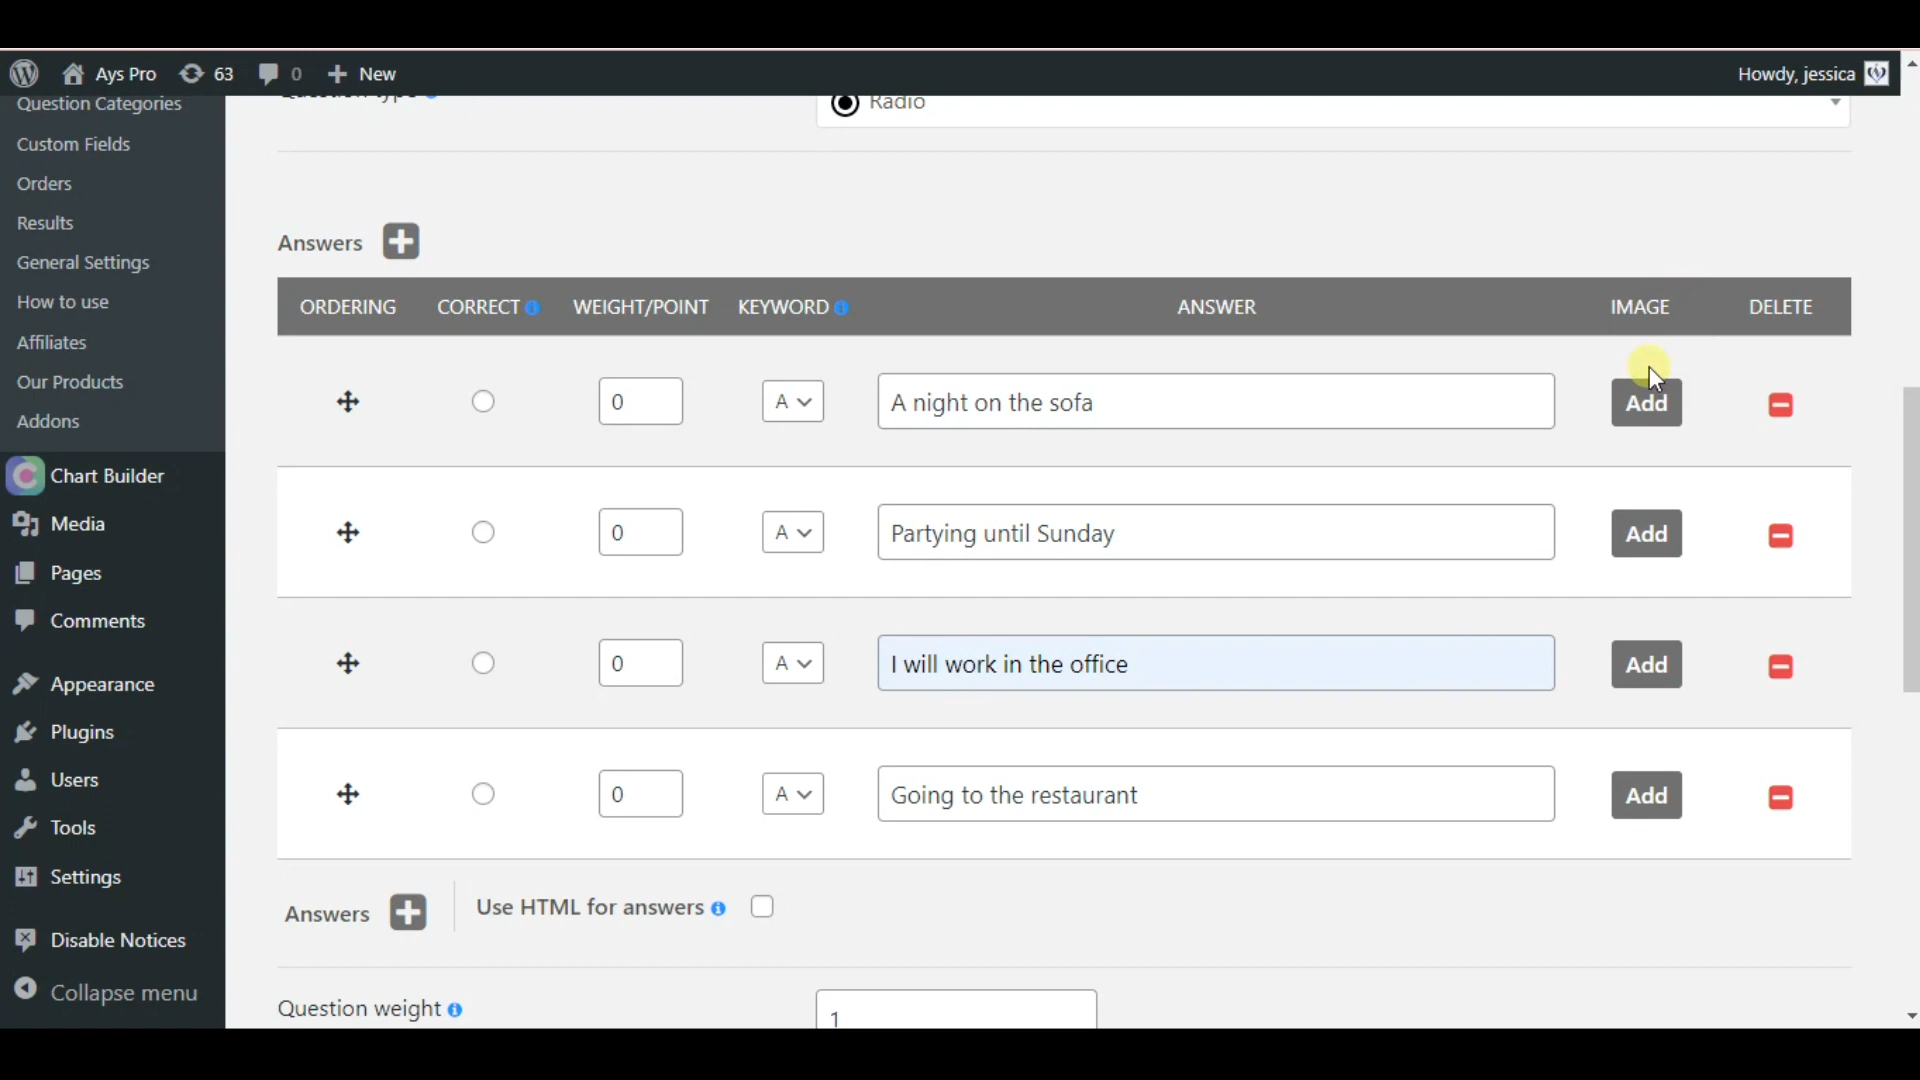 Ays Pro 63 0 New Howdy, jessica
Question Categories
Custom Fields
Orders
Results
General Settings
How to use
Affiliates
Our Products
Addons
Chart Builder
Media
Pages
Comments
Appearance
Plugins
Users
Tools
Settings
Disable Notices
Collapse menu
Question type Radio
Answers
ORDERING CORRECT WEIGHT/POINT KEYWORD ANSWER IMAGE DELETE
0 A A night on the sofa Add
0 A Partying until Sunday Add
0 A I will work in the office Add
0 A Going to the restaurant Add
Answers Use HTML for answers
Question weight 1